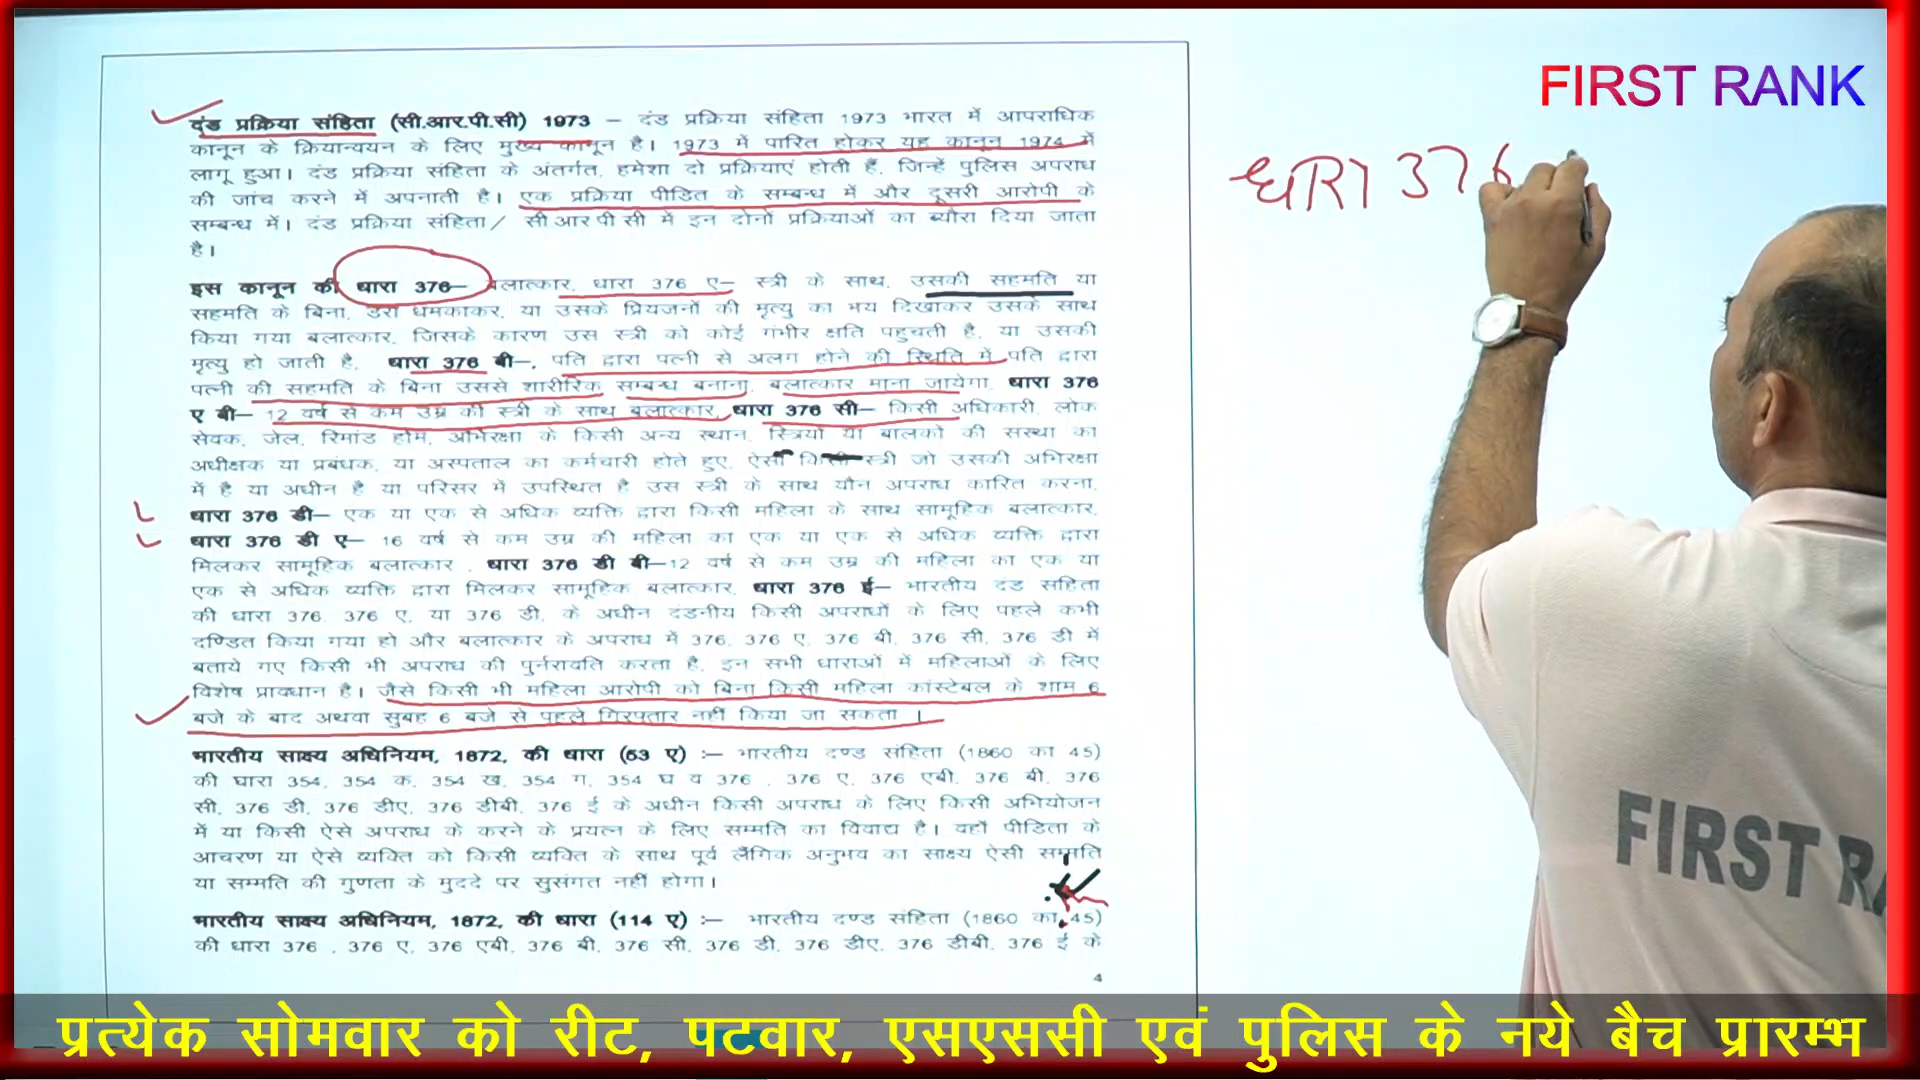 FIRST RANK
दंड प्रक्रिया संहिता (सी.आर.पी.सी) 1973 – दंड प्रक्रिया संहिता 1973 भारत में आपराधिक
कानून के क्रियान्वयन के लिए मुख्य कानून है। 1973 में पारित होकर यह कानून 1974 में
लागू हुआ। दंड प्रक्रिया संहिता के अंतर्गत, हमेशा दो प्रक्रियाएं होती हैं, जिन्हें पुलिस अपराध
की जांच करने में अपनाती है। एक प्रक्रिया पीडित के सम्बन्ध में और दूसरी आरोपी के
सम्बन्ध में। दंड प्रक्रिया संहिता/ सी.आर.पी.सी में इन दोनों प्रक्रियाओं का ब्यौरा दिया जाता
है।
इस कानून की धारा 376– बलात्कार, धारा 376 ए– स्त्री के साथ, उसकी सहमति या
सहमति के बिना, डरा धमकाकर, या उसके प्रियजनों की मृत्यु का भय दिखाकर उसके साथ
किया गया बलात्कार, जिसके कारण उस स्त्री को कोई गंभीर क्षति पहुचती है, या उसकी
मृत्यु हो जाती है, धारा 376 बी–, पति द्वारा पत्नी से अलग होने की स्थिति में पति द्वारा
पत्नी की सहमति के बिना उससे शारीरिक सम्बन्ध बनाना, बलात्कार माना जायेगा, धारा 376
ए बी– 12 वर्ष से कम उम्र की स्त्री के साथ बलात्कार, धारा 376 सी– किसी अधिकारी, लोक
सेवक, जेल, रिमांड होम, अभिरक्षा के किसी अन्य स्थान, स्त्रियों या बालकों की संस्था का
अधीक्षक या प्रबंधक, या अस्पताल का कर्मचारी होते हुए, ऐसी किसी स्त्री जो उसकी अभिरक्षा
में है या अधीन है या परिसर में उपस्थित है उस स्त्री के साथ यौन अपराध कारित करना,
धारा 376 डी– एक या एक से अधिक व्यक्ति द्वारा किसी महिला के साथ सामूहिक बलात्कार,
धारा 376 डी ए– 16 वर्ष से कम उम्र की महिला का एक या एक से अधिक व्यक्ति द्वारा
मिलकर सामूहिक बलात्कार , धारा 376 डी बी–12 वर्ष से कम उम्र की महिला का एक या
एक से अधिक व्यक्ति द्वारा मिलकर सामूहिक बलात्कार, धारा 376 ई– भारतीय दंड संहिता
की धारा 376, 376 ए, या 376 डी, के अधीन दंडनीय किसी अपराधों के लिए पहले कभी
दण्डित किया गया हो और बलात्कार के अपराध में 376, 376 ए, 376 बी, 376 सी, 376 डी में
बताये गए किसी भी अपराध की पुर्नरावति करता है, इन सभी धाराओं में महिलाओं के लिए
विशेष प्रावधान है। जैसे किसी भी महिला आरोपी को बिना किसी महिला कांस्टेबल के शाम 6
बजे के बाद अथवा सुबह 6 बजे से पहले गिरफ्तार नहीं किया जा सकता ।
भारतीय साक्ष्य अधिनियम, 1872, की धारा (53 ए) :– भारतीय दण्ड संहिता (1860 का 45)
की धारा 354, 354 क, 354 ख, 354 ग, 354 घ व 376 , 376 ए, 376 एबी, 376 बी, 376
सी, 376 डी, 376 डीए, 376 डीबी, 376 ई के अधीन किसी अपराध के लिए किसी अभियोजन
में या किसी ऐसे अपराध के करने के प्रयत्न के लिए सम्मति का विवाद्य है। वहाँ पीडिता के
आचरण या ऐसे व्यक्ति को किसी व्यक्ति के साथ पूर्व लैंगिक अनुभव का साक्ष्य ऐसी सम्मति
या सम्मति की गुणता के मुददे पर सुसंगत नहीं होगा।
भारतीय साक्ष्य अधिनियम, 1872, की धारा (114 ए) :– भारतीय दण्ड संहिता (1860 का 45)
की धारा 376 , 376 ए, 376 एबी, 376 बी, 376 सी, 376 डी, 376 डीए, 376 डीबी, 376 ई के
4
धारा 376
FIRST RA
प्रत्येक सोमवार को रीट, पटवार, एसएससी एवं पुलिस के नये बैच प्रारम्भ